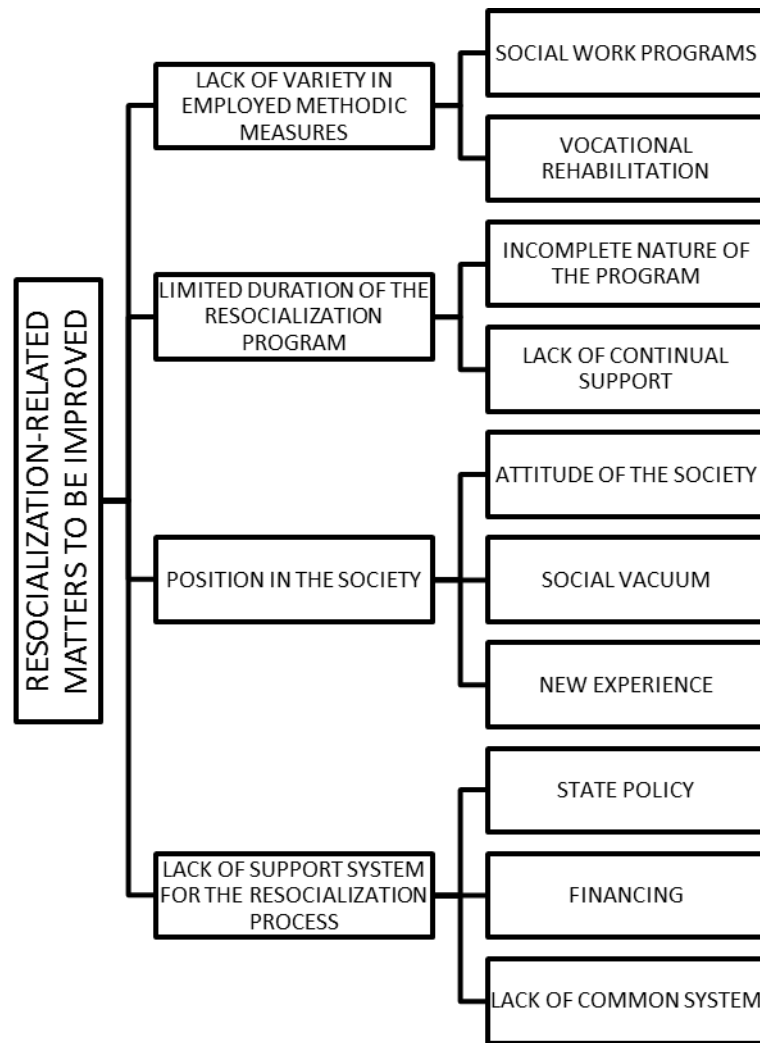 RESOCIALIZATION-RELATED
MATTERS TO BE IMPROVED
LACK OF VARIETY IN
EMPLOYED METHODIC
MEASURES
SOCIAL WORK PROGRAMS
VOCATIONAL
REHABILITATION
LIMITED DURATION OF THE
RESOCIALIZATION
PROGRAM
INCOMPLETE NATURE OF
THE PROGRAM
LACK OF CONTINUAL
SUPPORT
POSITION IN THE SOCIETY
ATTITUDE OF THE SOCIETY
SOCIAL VACUUM
NEW EXPERIENCE
LACK OF SUPPORT SYSTEM
FOR THE RESOCIALIZATION
PROCESS
STATE POLICY
FINANCING
LACK OF COMMON SYSTEM